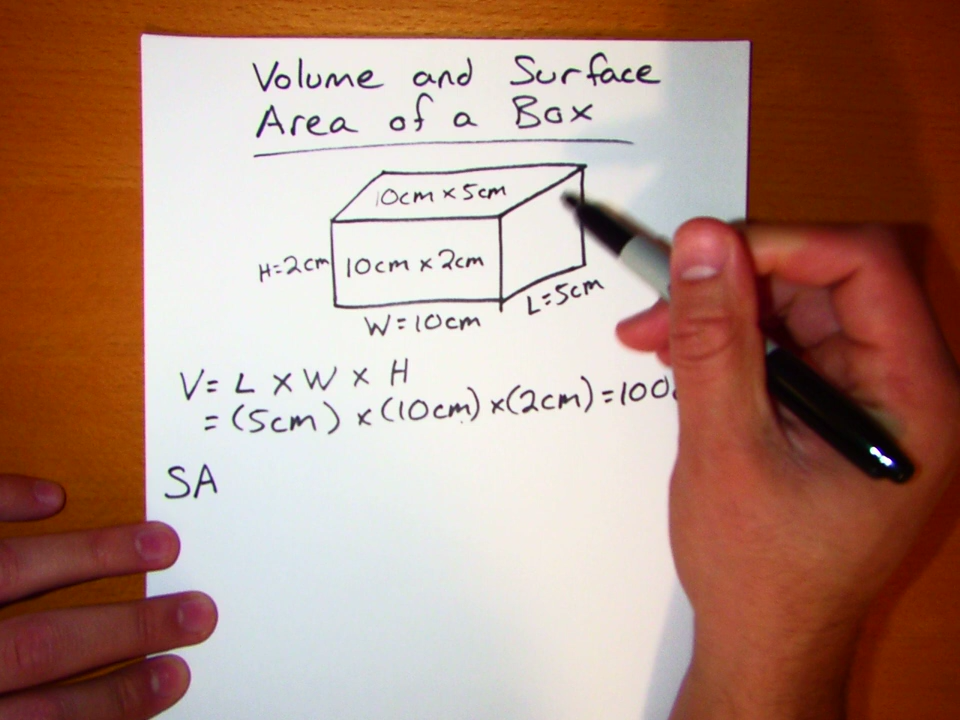 Volume and Surface
Area of a Box
10cm x 5cm
H=2cm
10cm x 2cm
L=5cm
W=10cm
V= L x W x H
= (5cm) x (10cm) x (2cm) = 100
SA